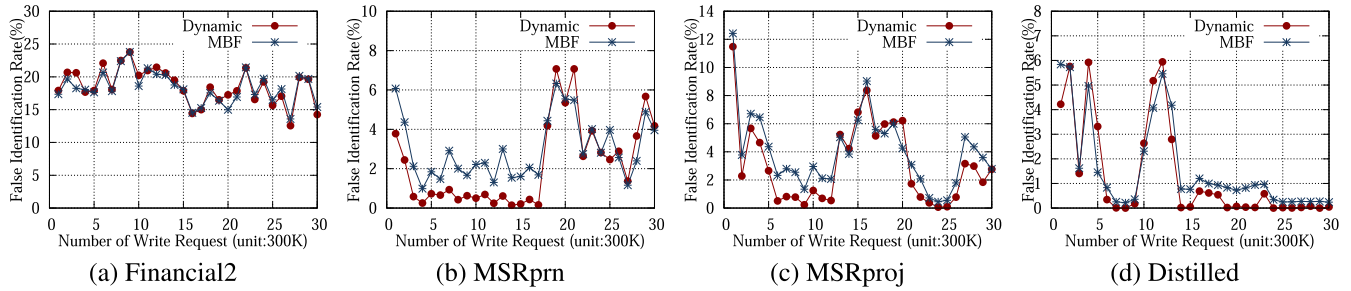 False Identification Rate(%)
30
25
20
15
10
5
0
Dynamic
MBF
0 5 10 15 20 25 30
Number of Write Request (unit:300K)
(a) Financial2
False Identification Rate(%)
10
8
6
4
2
0
Dynamic
MBF
0 5 10 15 20 25 30
Number of Write Request (unit:300K)
(b) MSRprn
False Identification Rate(%)
14
12
10
8
6
4
2
0
Dynamic
MBF
0 5 10 15 20 25 30
Number of Write Request (unit:300K)
(c) MSRproj
False Identification Rate(%)
8
7
6
5
4
3
2
1
0
Dynamic
MBF
0 5 10 15 20 25 30
Number of Write Request (unit:300K)
(d) Distilled